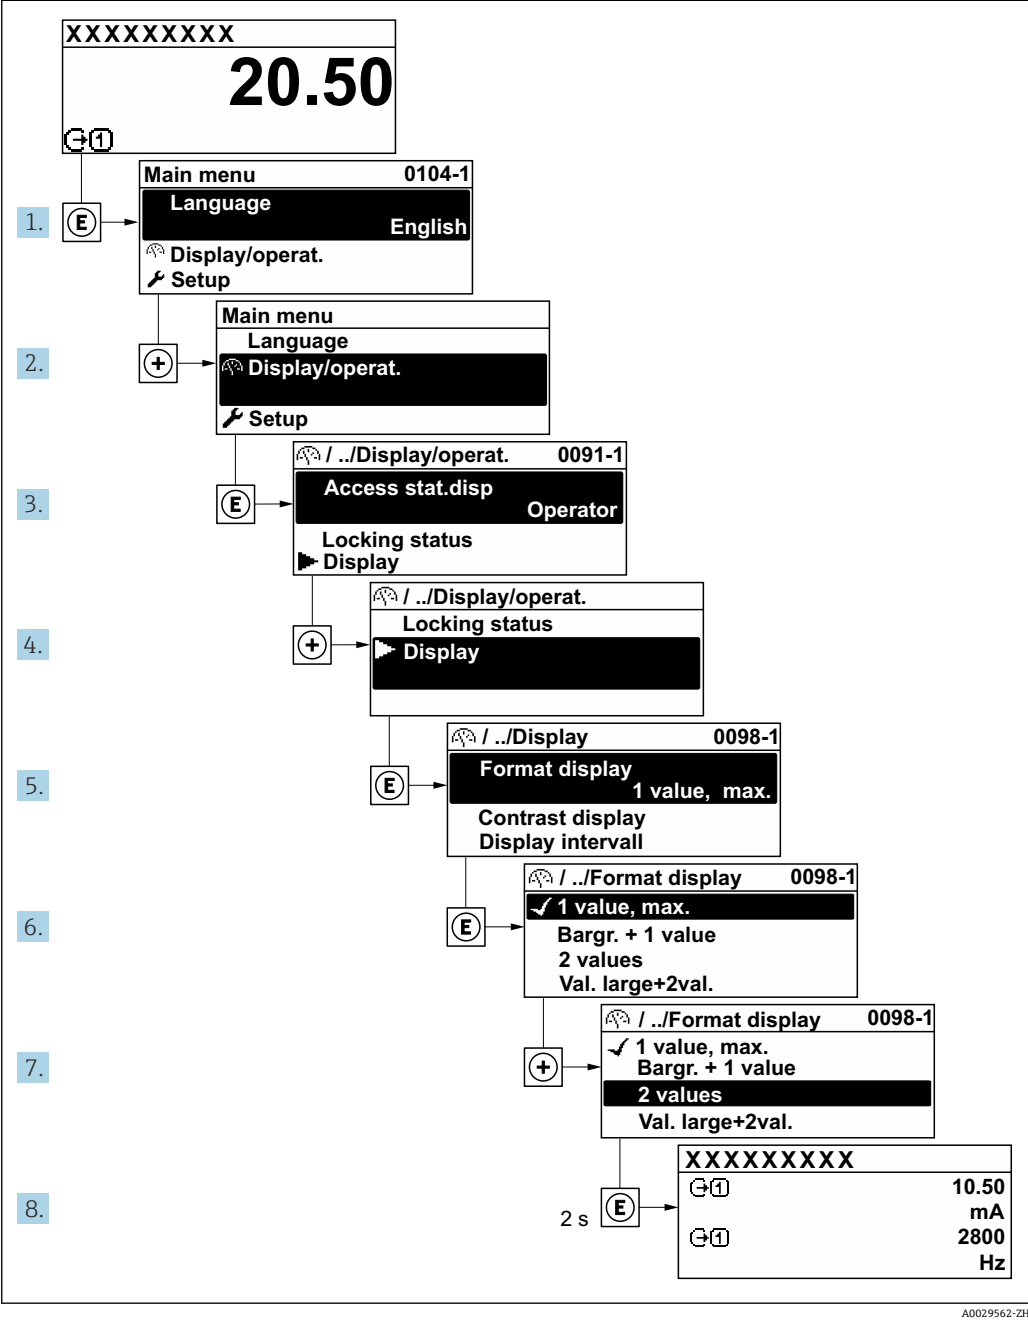 XXXXXXXXX
20.50
1
Main menu 0104-1
Language
1. E English
Display/operat.
Setup
Main menu
Language
2. + Display/operat.
Setup
/ ../Display/operat. 0091-1
Access stat.disp
3. E Operator
Locking status
Display
/ ../Display/operat.
Locking status
4. + Display
/ ../Display 0098-1
Format display
5. E 1 value, max.
Contrast display
Display intervall
/ ../Format display 0098-1
1 value, max.
6. E Bargr. + 1 value
2 values
Val. large+2val.
/ ../Format display 0098-1
1 value, max.
7. + Bargr. + 1 value
2 values
Val. large+2val.
XXXXXXXXX
1 10.50
8. 2 s E mA
1 2800
Hz
A0029562-ZH